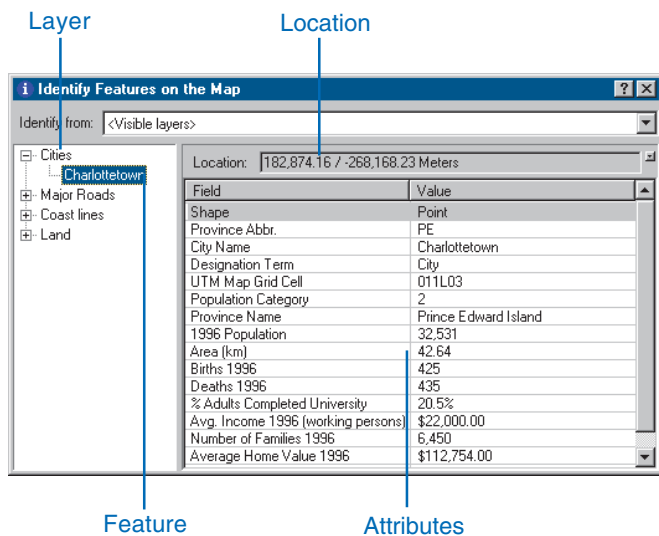 Layer
Location
Identify Features on the Map
Identify from: <Visible layers>
Cities
Charlottetown
Major Roads
Coast lines
Land
Location: 182,874.16 / -268,168.23 Meters
Field Value
Shape Point
Province Abbr. PE
City Name Charlottetown
Designation Term City
UTM Map Grid Cell 011L03
Population Category 2
Province Name Prince Edward Island
1996 Population 32,531
Area (km) 42.64
Births 1996 425
Deaths 1996 435
% Adults Completed University 20.5%
Avg. Income 1996 (working persons) $22,000.00
Number of Families 1996 6,450
Average Home Value 1996 $112,754.00
Feature
Attributes